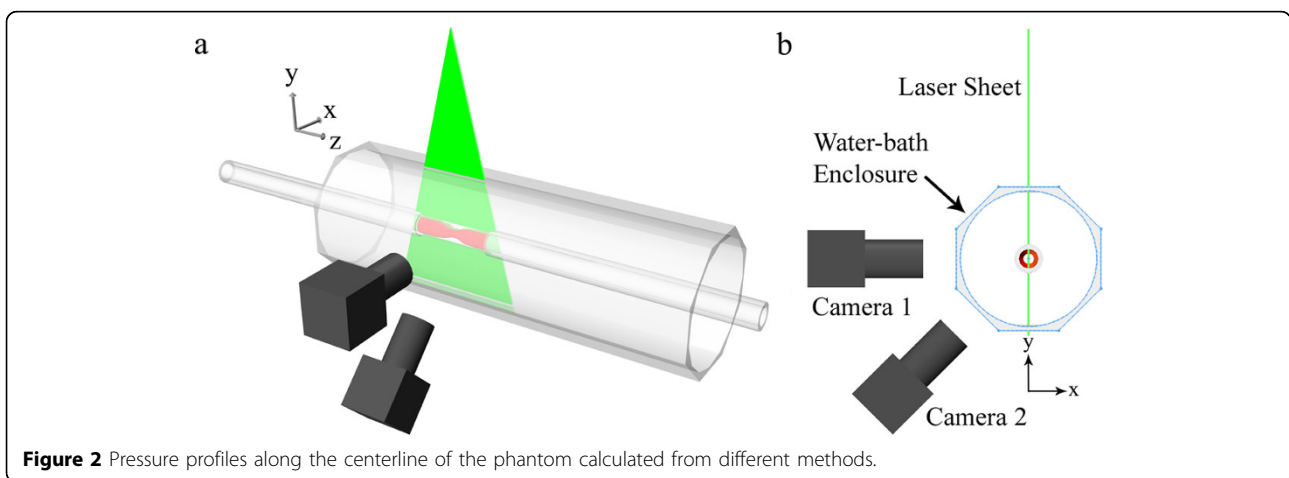 a
y
x
z
b
Laser Sheet
Water-bath
Enclosure
Camera 1
y
x
Camera 2
Figure 2 Pressure profiles along the centerline of the phantom calculated from different methods.